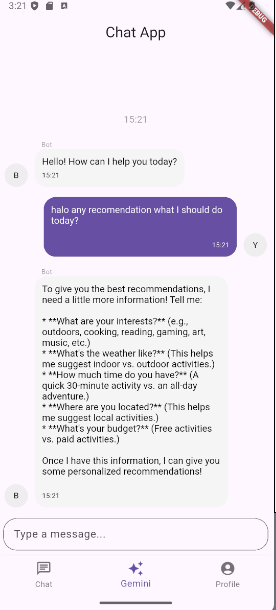 3:21
DEBUG
Chat App
15:21
Bot
Hello! How can I help you today?
15:21
B
halo any recomendation what I should do
today?
15:21
Y
Bot
To give you the best recommendations, I
need a little more information! Tell me:
* **What are your interests?** (e.g.,
outdoors, cooking, reading, gaming, art,
music, etc.)
* **What's the weather like?** (This helps
me suggest indoor vs. outdoor activities.)
* **How much time do you have?** (A
quick 30-minute activity vs. an all-day
adventure.)
* **Where are you located?** (This helps
me suggest local activities.)
* **What's your budget?** (Free activities
vs. paid activities.)
Once I have this information, I can give you
some personalized recommendations!
15:21
B
Type a message...
Chat
Gemini
Profile